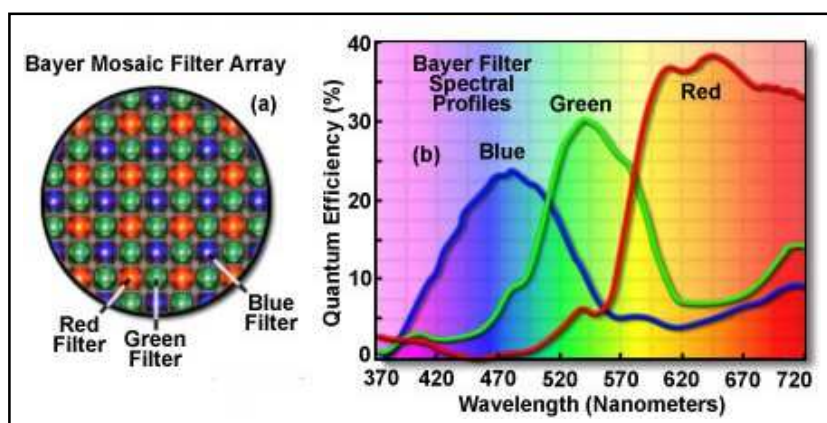 Bayer Mosaic Filter Array
(a)
Red
Filter
Green
Filter
Blue
Filter
Bayer Filter
Spectral
Profiles
(b)
Blue
Green
Red
Quantum Efficiency (%)
40
30
20
10
0
370 420 470 520 570 620 670 720
Wavelength (Nanometers)